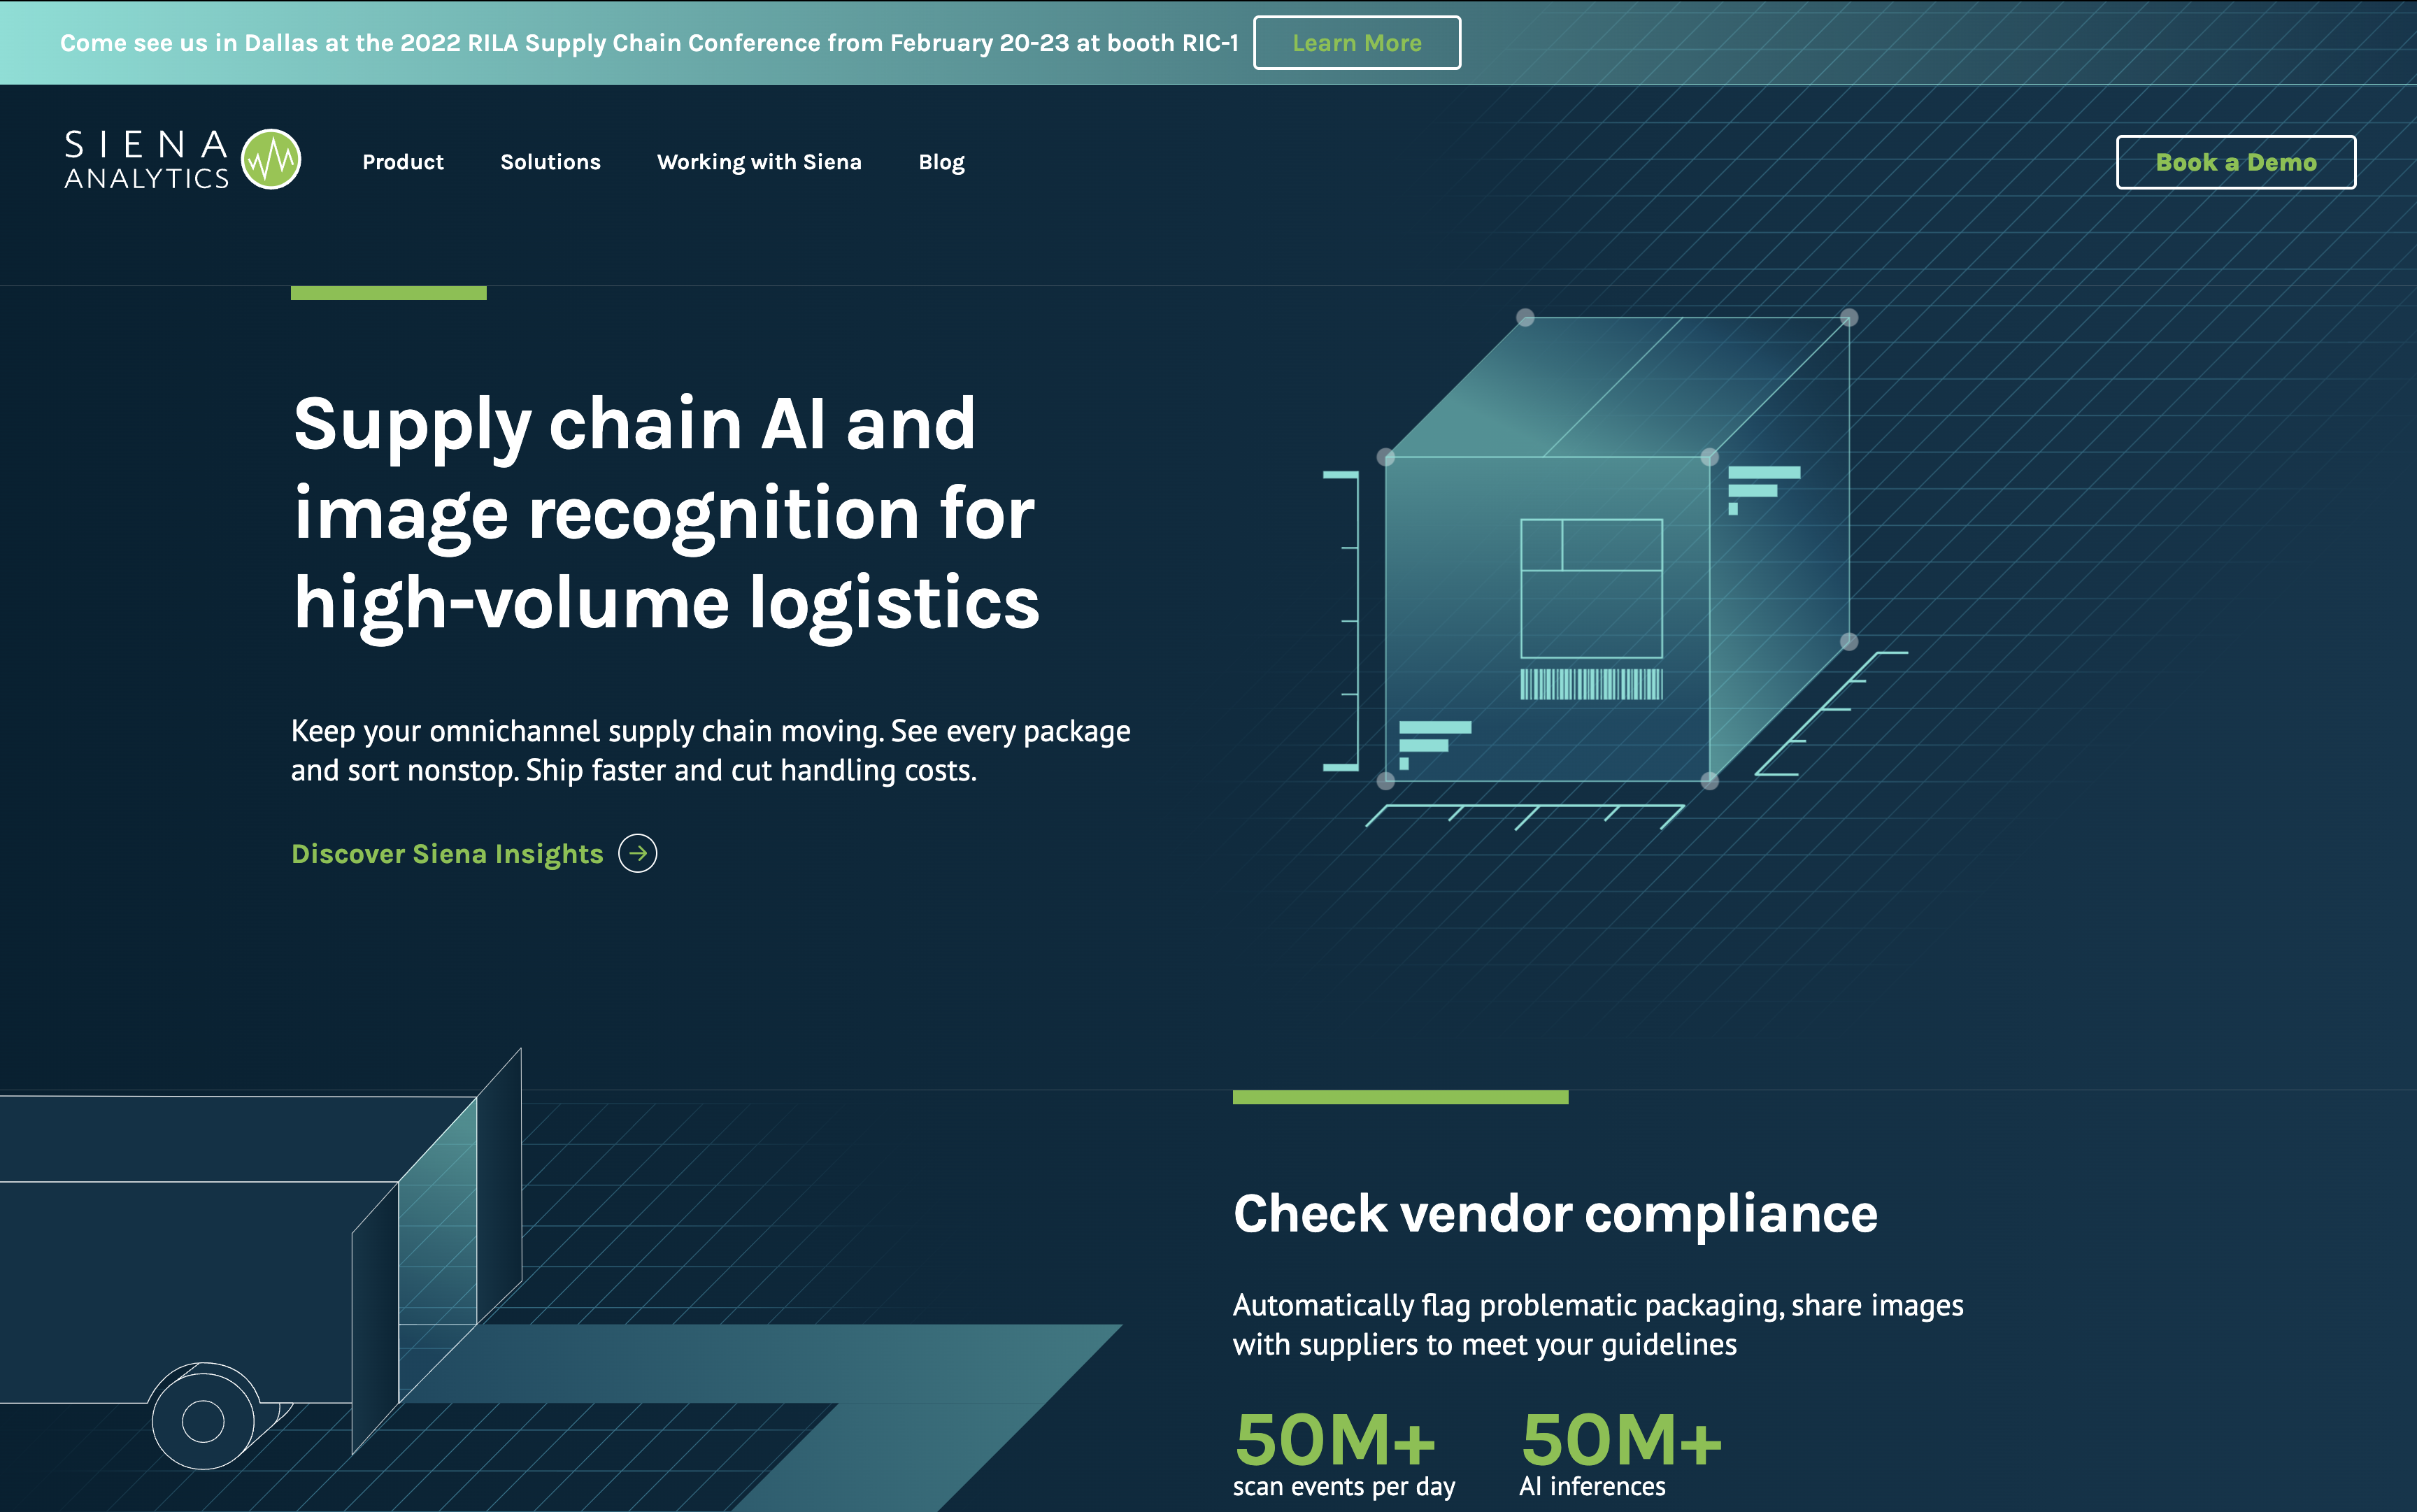 Come see us in Dallas at the 2022 RILA Supply Chain Conference from February 20-23 at booth RIC-1
Learn More
SIENA
ANALYTICS
Product
Solutions
Working with Siena
Blog
Book a Demo
Supply chain AI and
image recognition for
high-volume logistics
Keep your omnichannel supply chain moving. See every package
and sort nonstop. Ship faster and cut handling costs.
Discover Siena Insights
Check vendor compliance
Automatically flag problematic packaging, share images
with suppliers to meet your guidelines
50M+
scan events per day
50M+
AI inferences